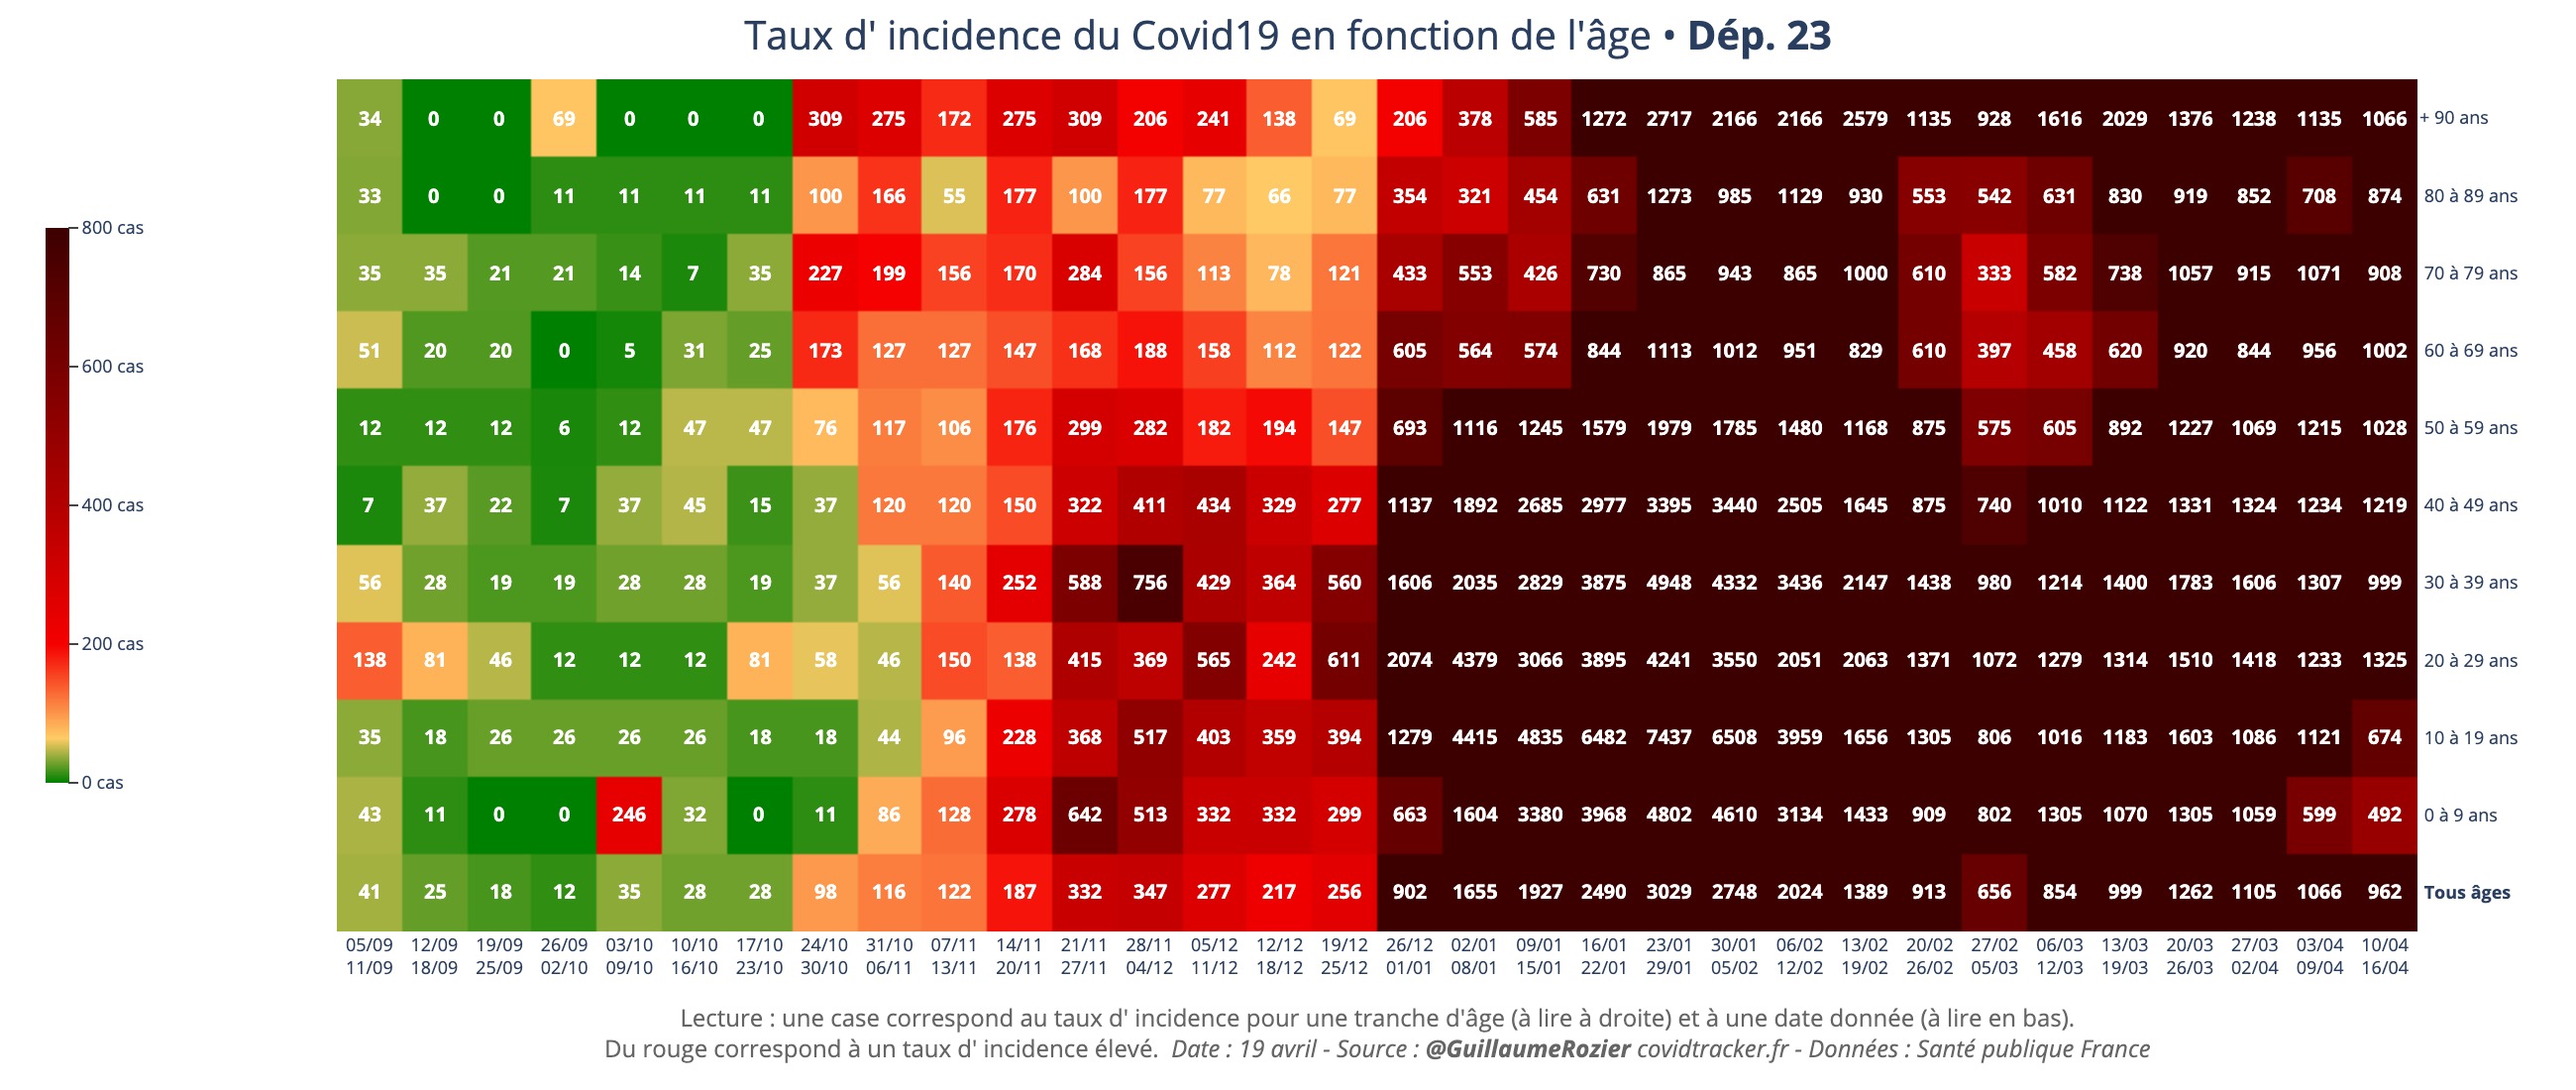 Taux d' incidence du Covid19 en fonction de l'âge • Dép. 23
800 cas
600 cas
400 cas
200 cas
0 cas
34 0 0 69 0 0 0 309 275 172 275 309 206 241 138 69 206 378 585 1272 2717 2166 2166 2579 1135 928 1616 2029 1376 1238 1135 1066 + 90 ans
33 0 0 11 11 11 11 100 166 55 177 100 177 77 66 77 354 321 454 631 1273 985 1129 930 553 542 631 830 919 852 708 874 80 à 89 ans
35 35 21 21 14 7 35 227 199 156 170 284 156 113 78 121 433 553 426 730 865 943 865 1000 610 333 582 738 1057 915 1071 908 70 à 79 ans
51 20 20 0 5 31 25 173 127 127 147 168 188 158 112 122 605 564 574 844 1113 1012 951 829 610 397 458 620 920 844 956 1002 60 à 69 ans
12 12 12 6 12 47 47 76 117 106 176 299 282 182 194 147 693 1116 1245 1579 1979 1785 1480 1168 875 575 605 892 1227 1069 1215 1028 50 à 59 ans
7 37 22 7 37 45 15 37 120 120 150 322 411 434 329 277 1137 1892 2685 2977 3395 3440 2505 1645 875 740 1010 1122 1331 1324 1234 1219 40 à 49 ans
56 28 19 19 28 28 19 37 56 140 252 588 756 429 364 560 1606 2035 2829 3875 4948 4332 3436 2147 1438 980 1214 1400 1783 1606 1307 999 30 à 39 ans
138 81 46 12 12 12 81 58 46 150 138 415 369 565 242 611 2074 4379 3066 3895 4241 3550 2051 2063 1371 1072 1279 1314 1510 1418 1233 1325 20 à 29 ans
35 18 26 26 26 26 18 18 44 96 228 368 517 403 359 394 1279 4415 4835 6482 7437 6508 3959 1656 1305 806 1016 1183 1603 1086 1121 674 10 à 19 ans
43 11 0 0 246 32 0 11 86 128 278 642 513 332 332 299 663 1604 3380 3968 4802 4610 3134 1433 909 802 1305 1070 1305 1059 599 492 0 à 9 ans
41 25 18 12 35 28 28 98 116 122 187 332 347 277 217 256 902 1655 1927 2490 3029 2748 2024 1389 913 656 854 999 1262 1105 1066 962 Tous âges
05/09 12/09 19/09 26/09 03/10 10/10 17/10 24/10 31/10 07/11 14/11 21/11 28/11 05/12 12/12 19/12 26/12 02/01 09/01 16/01 23/01 30/01 06/02 13/02 20/02 27/02 06/03 13/03 20/03 27/03 03/04 10/04
11/09 18/09 25/09 02/10 09/10 16/10 23/10 30/10 06/11 13/11 20/11 27/11 04/12 11/12 18/12 25/12 01/01 08/01 15/01 22/01 29/01 05/02 12/02 19/02 26/02 05/03 12/03 19/03 26/03 02/04 09/04 16/04
Lecture : une case correspond au taux d' incidence pour une tranche d'âge (à lire à droite) et à une date donnée (à lire en bas).
Du rouge correspond à un taux d' incidence élevé. Date : 19 avril - Source : @GuillaumeRozier covidtracker.fr - Données : Santé publique France